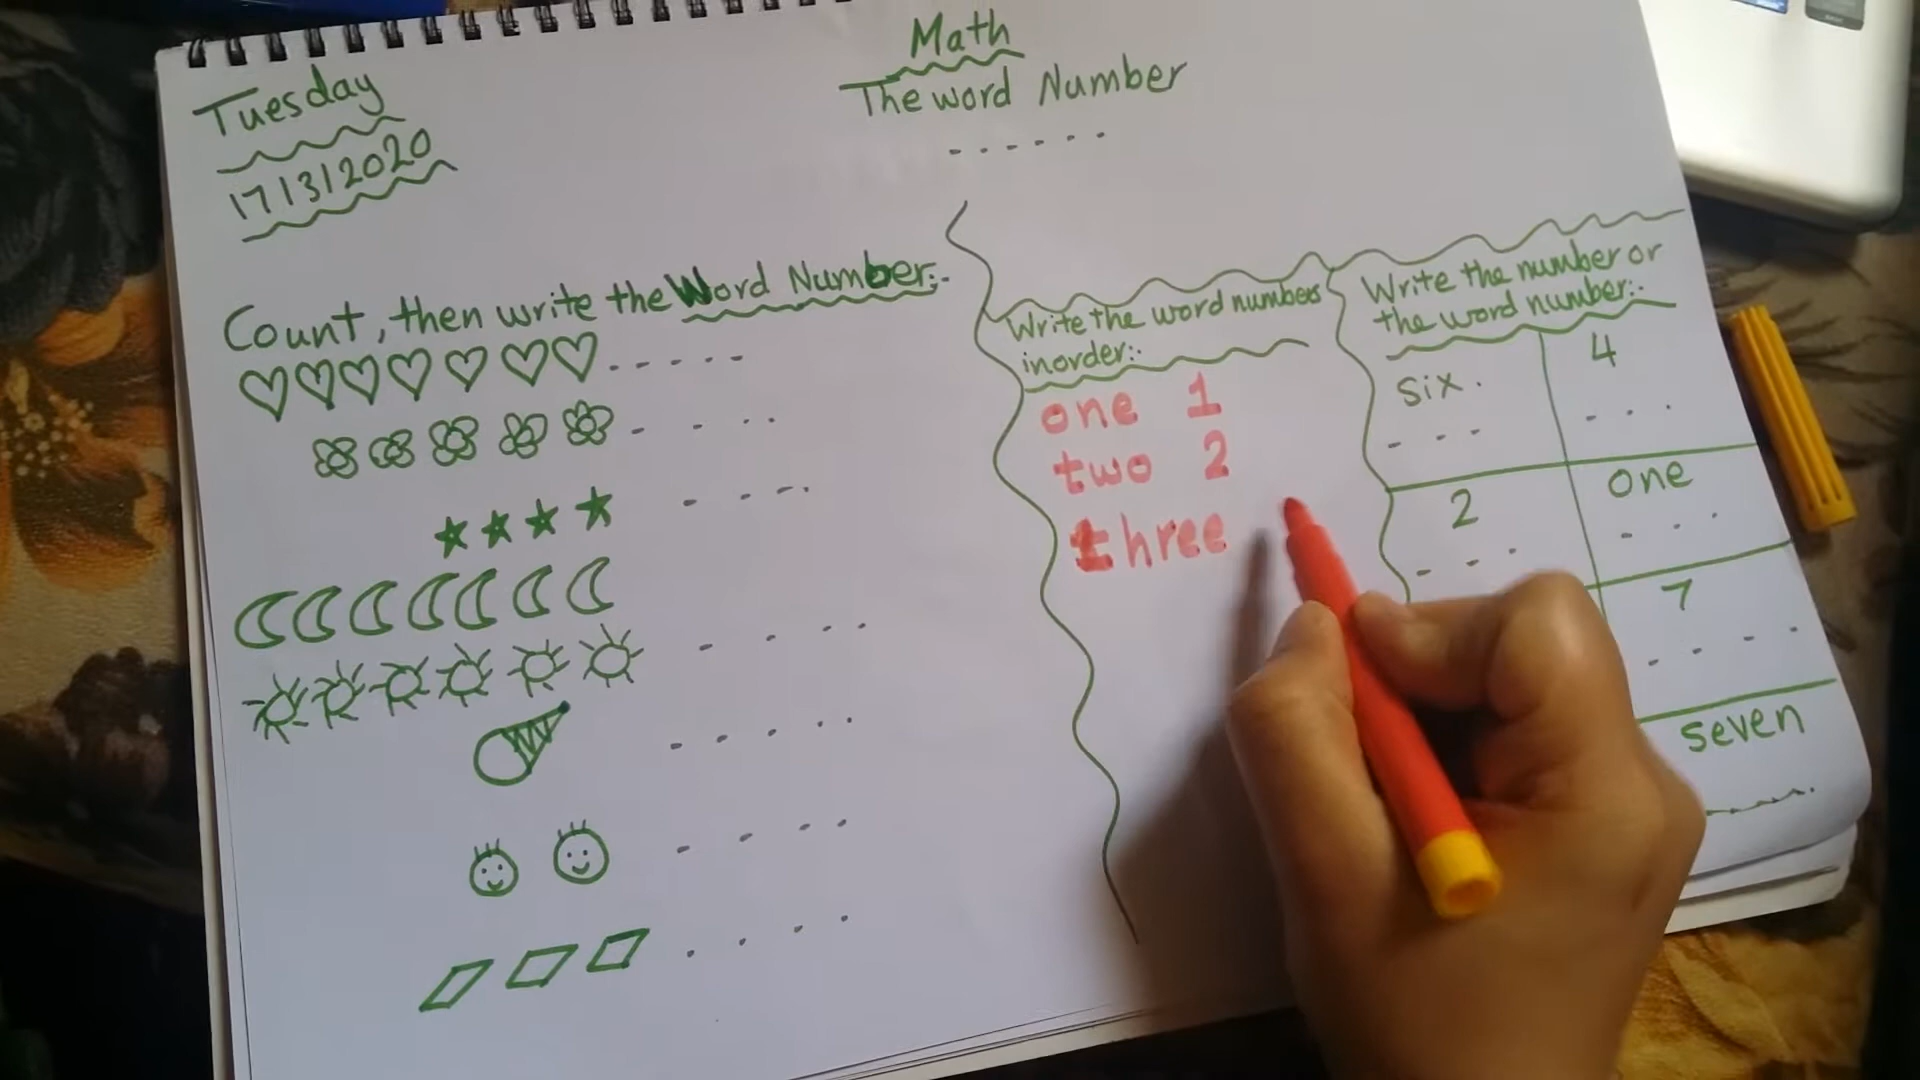 Math
The word Number
Tuesday
17/3/2020
Count, then write the Word Number:-
Write the word numbers
inorder:-
one 1
two 2
three
Write the number or
the word number:-
six.
4
2
one
7
seven